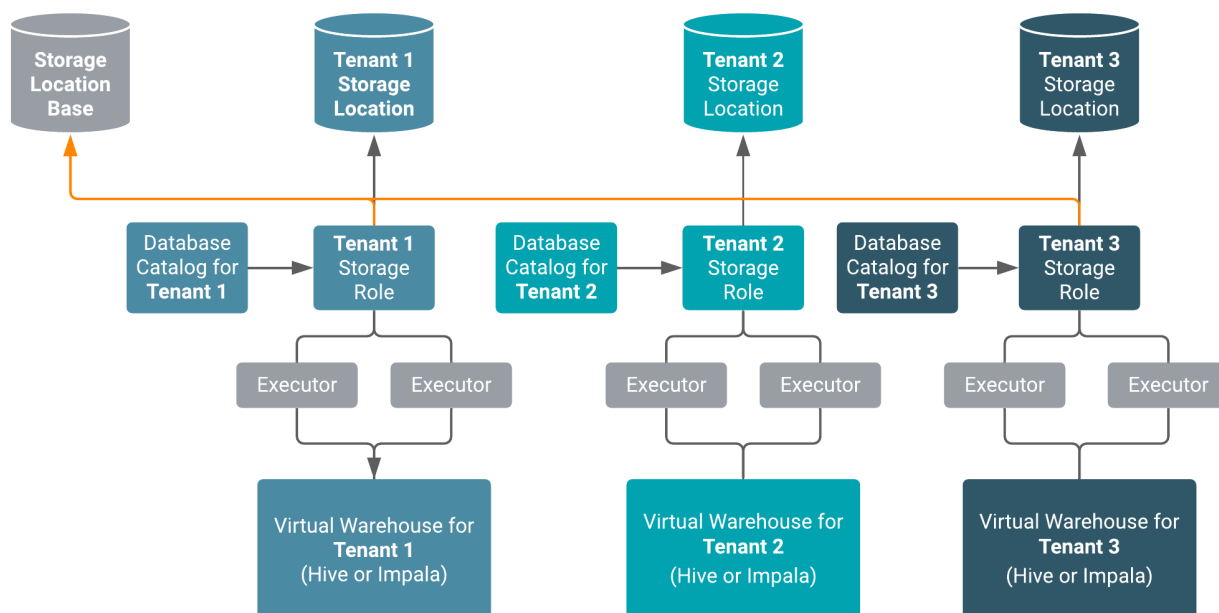 Storage
Location
Base
Tenant 1
Storage
Location
Tenant 2
Storage
Location
Tenant 3
Storage
Location
Database
Catalog for
Tenant 1
Tenant 1
Storage
Role
Database
Catalog for
Tenant 2
Tenant 2
Storage
Role
Database
Catalog for
Tenant 3
Tenant 3
Storage
Role
Executor
Executor
Executor
Executor
Executor
Executor
Virtual Warehouse for
Tenant 1
(Hive or Impala)
Virtual Warehouse for
Tenant 2
(Hive or Impala)
Virtual Warehouse for
Tenant 3
(Hive or Impala)